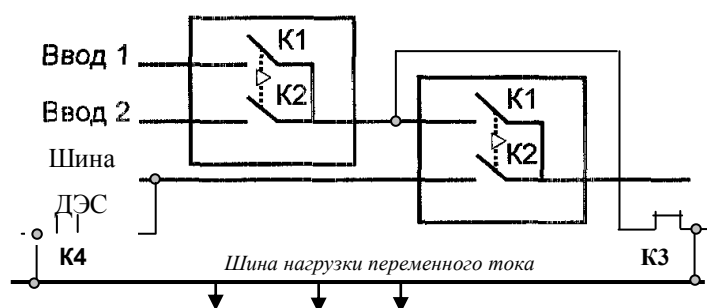 Ввод 1
К1
К2
Ввод 2
К1
К2
Шина
ДЭС
К4
Шина нагрузки переменного тока
К3